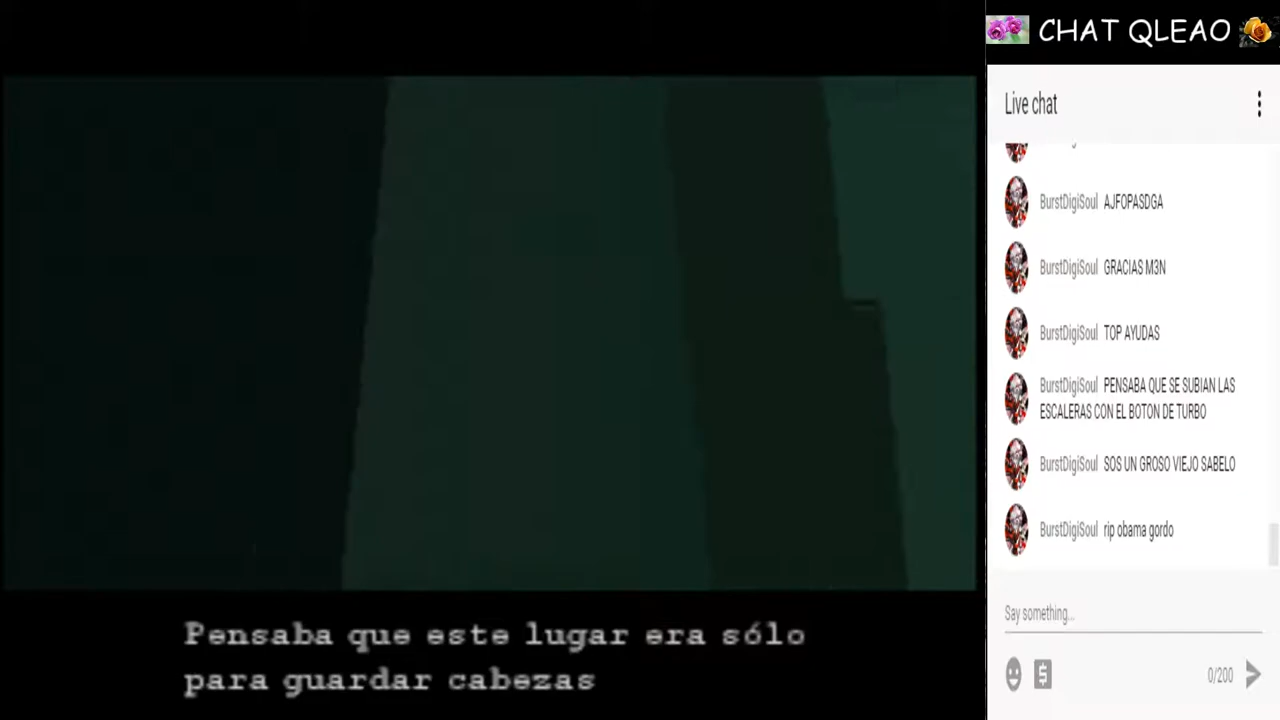 CHAT QLEAO
Live chat
BurstDigiSoul AJFOPASDGA
BurstDigiSoul GRACIAS M3N
BurstDigiSoul TOP AYUDAS
BurstDigiSoul PENSABA QUE SE SUBIAN LAS
ESCALERAS CON EL BOTON DE TURBO
BurstDigiSoul SOS UN GROSO VIEJO SABELO
BurstDigiSoul rip obama gordo
Say something...
0/200
Pensaba que este lugar era sólo
para guardar cabezas